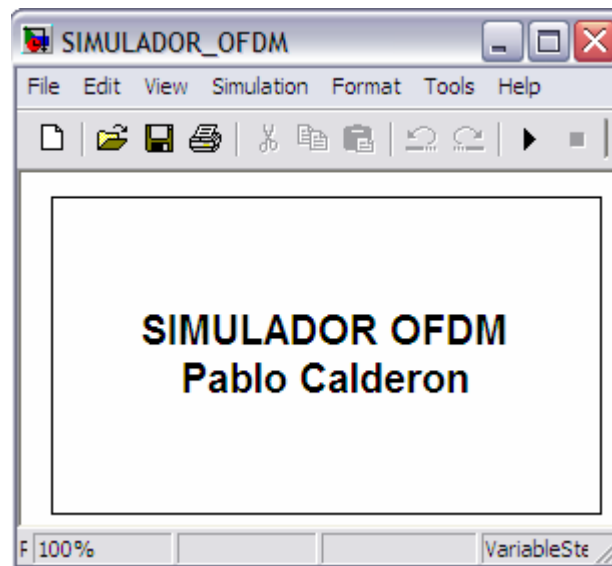 SIMULADOR_OFDM
File Edit View Simulation Format Tools Help
SIMULADOR OFDM
Pablo Calderon
F 100% VariableSte